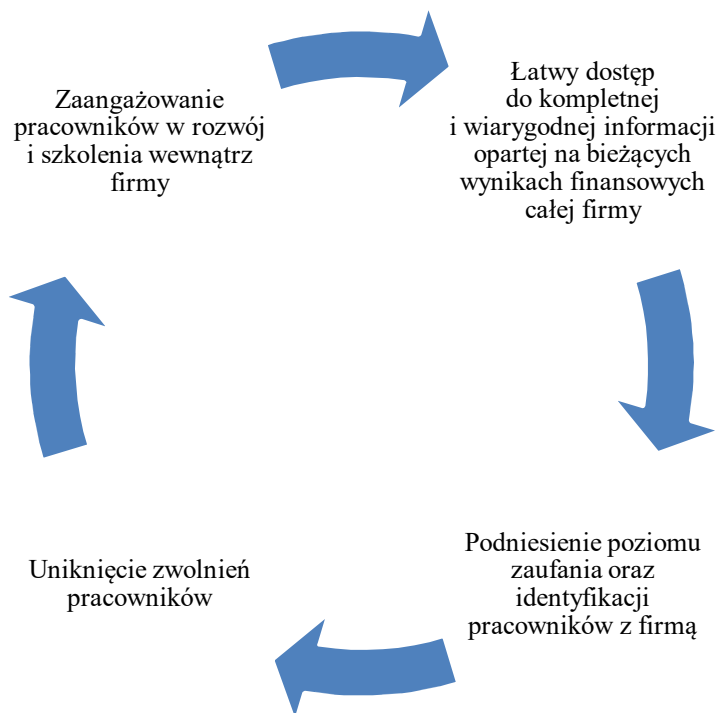 Zaangażowanie
pracowników w rozwój
i szkolenia wewnątrz
firmy
Łatwy dostęp
do kompletnej
i wiarygodnej informacji
opartej na bieżących
wynikach finansowych
całej firmy
Podniesienie poziomu
zaufania oraz
identyfikacji
pracowników z firmą
Uniknięcie zwolnień
pracowników